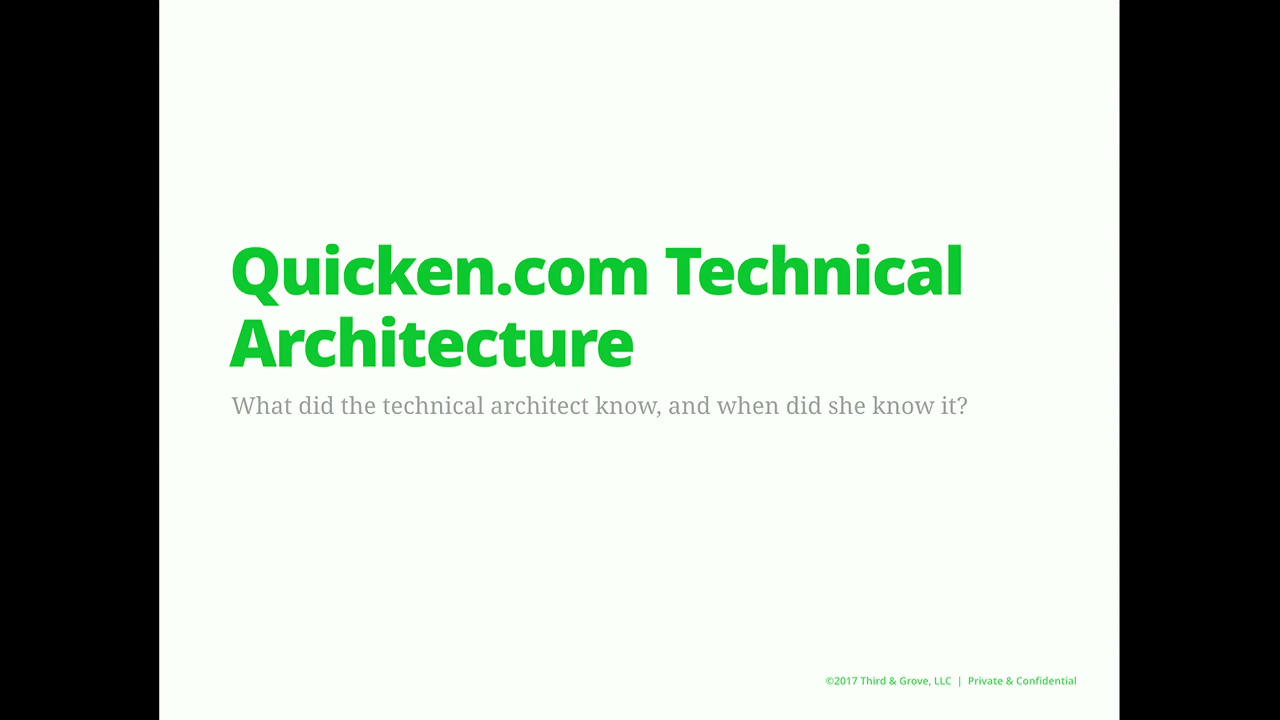 Quicken.com Technical
Architecture
What did the technical architect know, and when did she know it?
©2017 Third & Grove, LLC | Private & Confidential